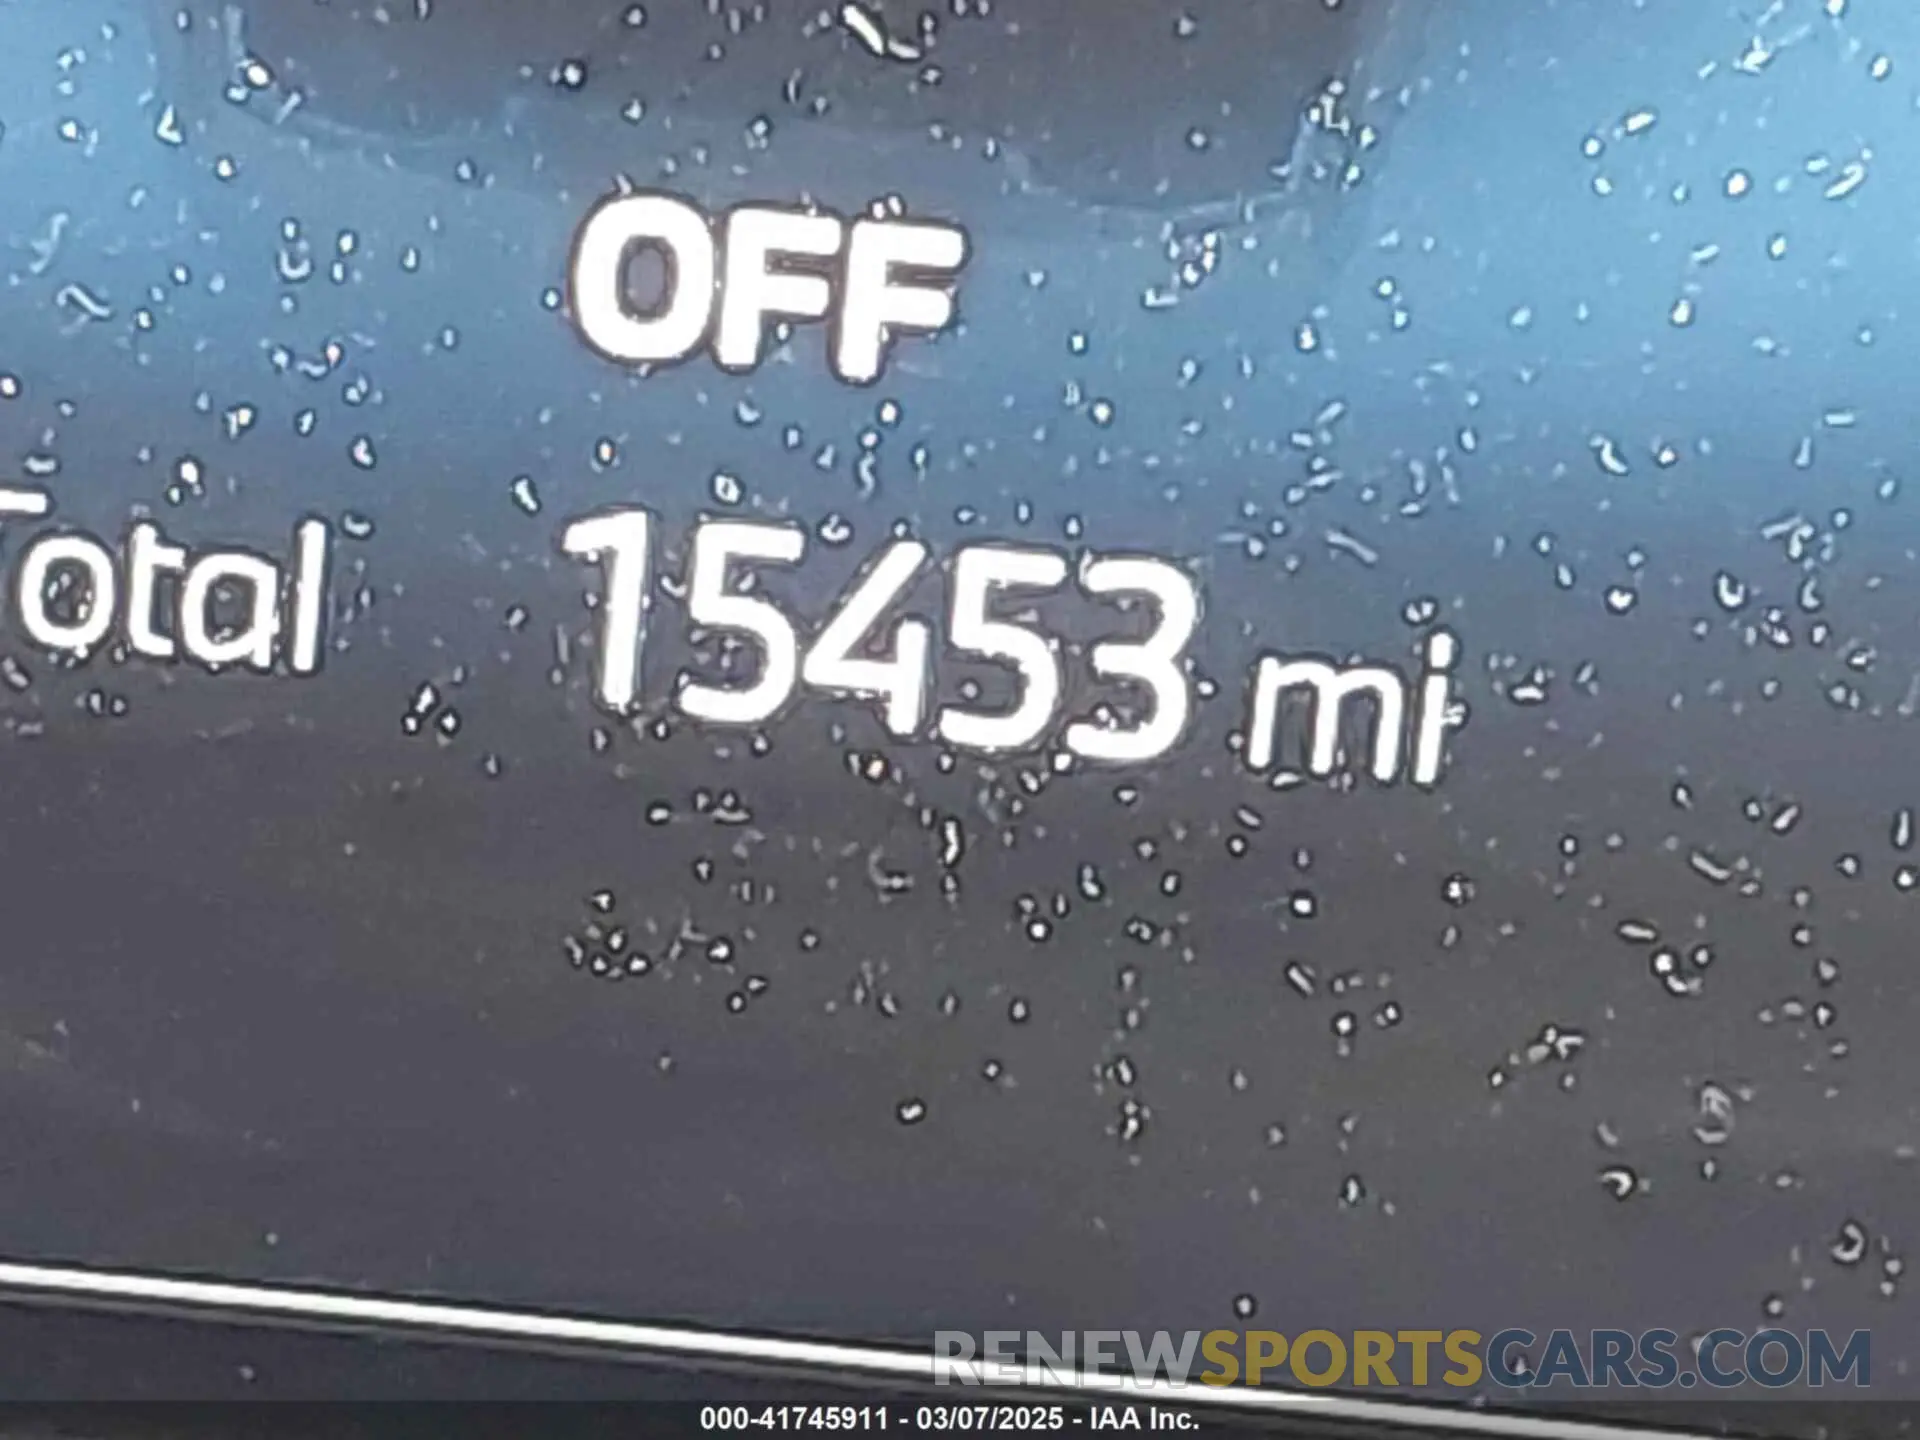 OFF
Total 15453 mi
RENEWSPORTSCARS.COM
000-41745911 - 03/07/2025 - IAA Inc.